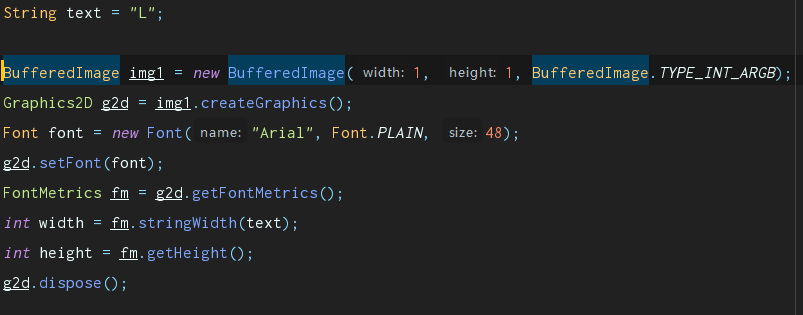 String text = "L";
BufferedImage img1 = new BufferedImage( width: 1, height: 1, BufferedImage.TYPE_INT_ARGB);
Graphics2D g2d = img1.createGraphics();
Font font = new Font( name: "Arial", Font.PLAIN, size: 48);
g2d.setFont(font);
FontMetrics fm = g2d.getFontMetrics();
int width = fm.stringWidth(text);
int height = fm.getHeight();
g2d.dispose();